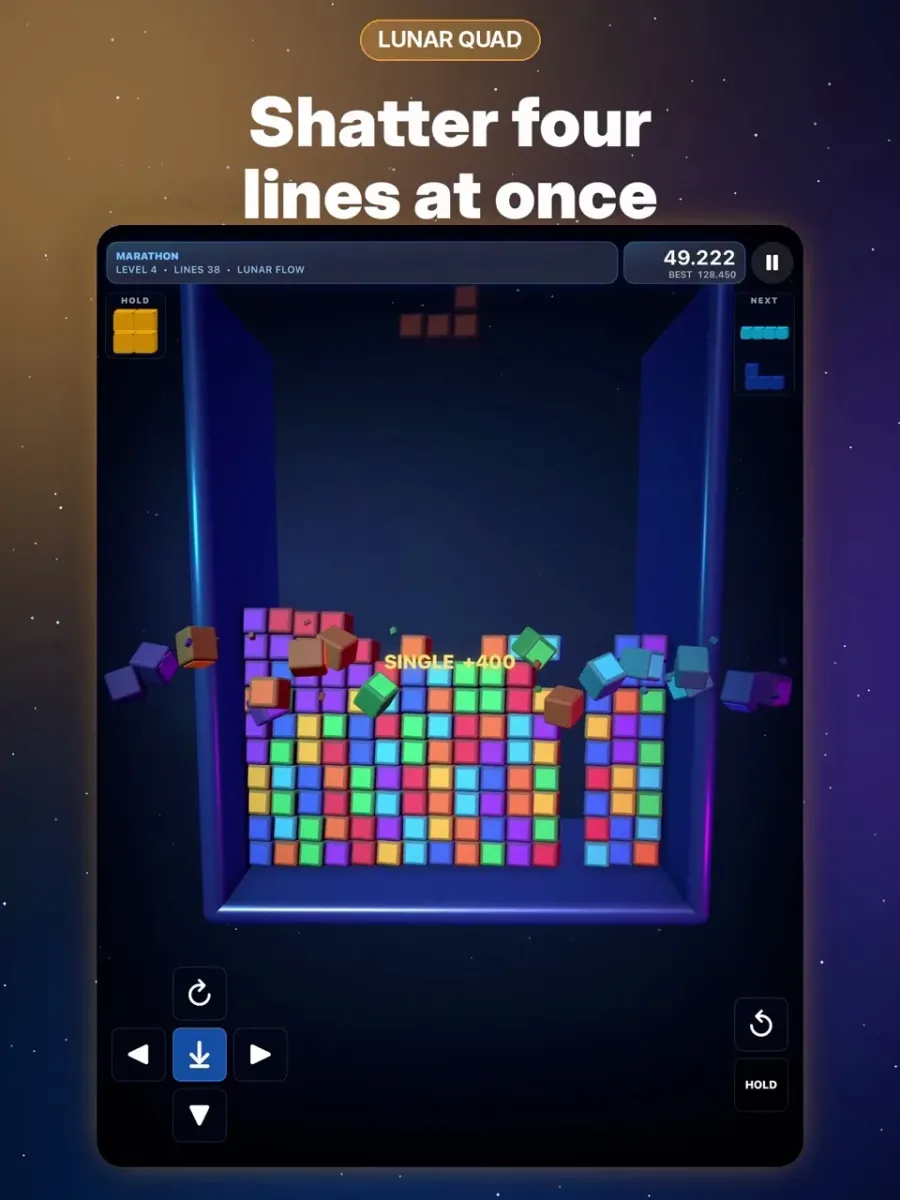 LUNAR QUAD
Shatter four
lines at once
MARATHON
LEVEL 4 • LINES 38 • LUNAR FLOW
49.222
BEST 128.450
HOLD
NEXT
SINGLE +400
HOLD